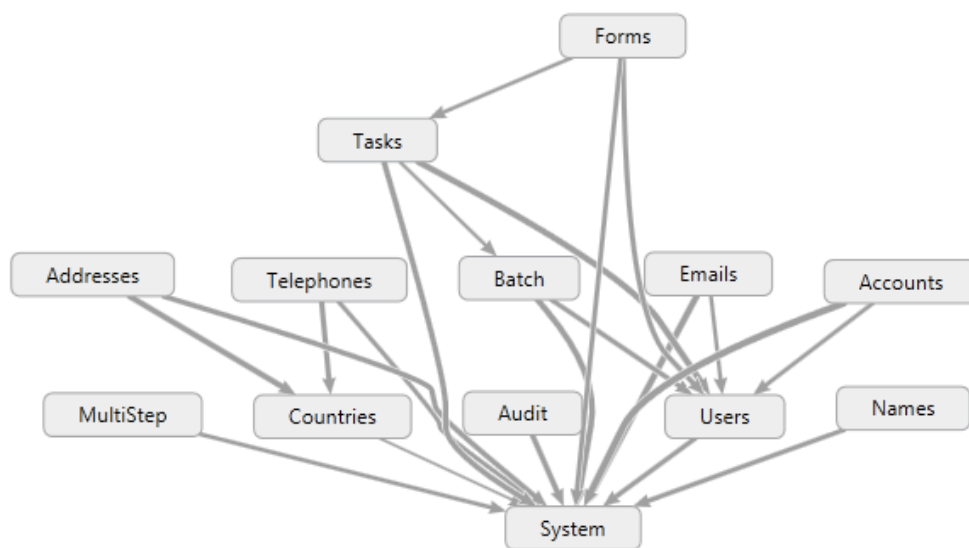 Forms
Tasks
Addresses
Telephones
Batch
Emails
Accounts
MultiStep
Countries
Audit
Users
Names
System